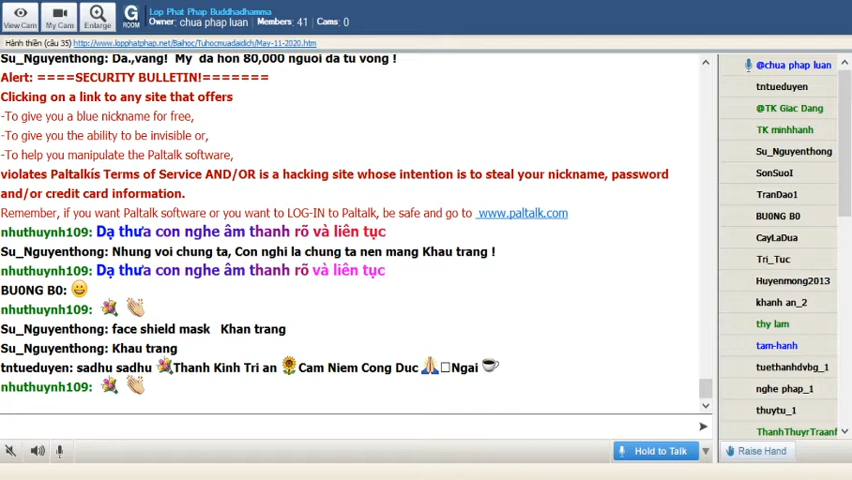 View Cam
My Cam
Enlarge
G
ROOM
Lop Phat Phap Buddhadhamma
Owner: chua phap luan Members: 41 Cams: 0
Hành thiền (câu 35) http://www.lopphatphap.net/Baihoc/Tuhocmuadaidich/May-11-2020.htm
Su_Nguyenthong: Da.,vang! My da hon 80,000 nguoi da tu vong !
Alert: ====SECURITY BULLETIN!=======
Clicking on a link to any site that offers
-To give you a blue nickname for free,
-To give you the ability to be invisible or,
-To help you manipulate the Paltalk software,
violates Paltalkís Terms of Service AND/OR is a hacking site whose intention is to steal your nickname, password
and/or credit card information.
Remember, if you want Paltalk software or you want to LOG-IN to Paltalk, be safe and go to www.paltalk.com
nhuthuynh109: Dạ thưa con nghe âm thanh rõ và liên tục
Su_Nguyenthong: Nhung voi chung ta, Con nghi la chung ta nen mang Khau trang !
nhuthuynh109: Dạ thưa con nghe âm thanh rõ và liên tục
BU0NG B0: 😀
nhuthuynh109: 💐 👏
Su_Nguyenthong: face shield mask Khan trang
Su_Nguyenthong: Khau trang
tntueduyen: sadhu sadhu 💐Thanh Kinh Tri an 🌻Cam Niem Cong Duc 🙏Ngai ☕
nhuthuynh109: 💐 👏
Hold to Talk
@chua phap luan
tntueduyen
@TK Giac Dang
TK minhhanh
Su_Nguyenthong
SonSuoI
TranDao1
BU0NG B0
CayLaDua
Tri_Tuc
Huyenmong2013
khanh an_2
thy lam
tam-hanh
tuethanhdvbg_1
nghe phap_1
thuytu_1
ThanhThuyrTraanf
Raise Hand